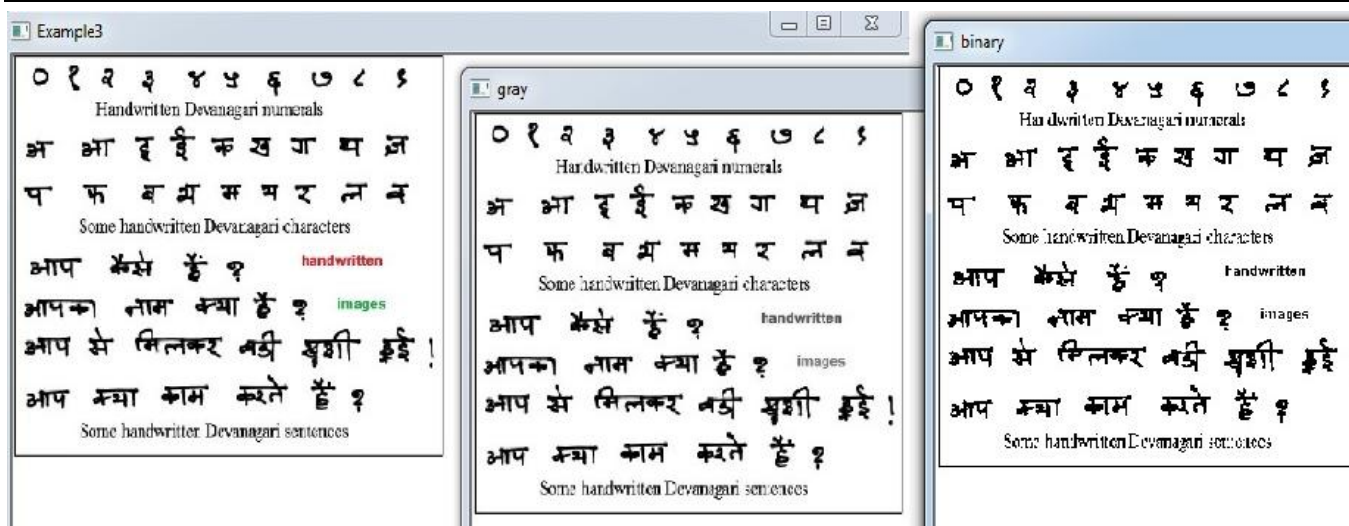 Example3
० १ २ ३ ४ ५ ६ ७ ८ ९
Handwritten Devanagari numerals
अ आ इ ई क ख ग घ ज
प फ ब भ म य र ल व
Some handwritten Devanagari characters
आप कैसे हैं ? handwritten
आपका नाम क्या है ? images
आप से मिलकर बडी खुशी हुई !
आप क्या काम करते हैं ?
Some handwritten Devanagari sentences
gray
० १ २ ३ ४ ५ ६ ७ ८ ९
Handwritten Devanagari numerals
अ आ इ ई क ख ग घ ज
प फ ब भ म य र ल व
Some handwritten Devanagari characters
आप कैसे हैं ? handwritten
आपका नाम क्या है ? images
आप से मिलकर बडी खुशी हुई !
आप क्या काम करते हैं ?
Some handwritten Devanagari sentences
binary
० १ २ ३ ४ ५ ६ ७ ८ ९
Handwritten Devanagari numerals
अ आ इ ई क ख ग घ ज
प फ ब भ म य र ल व
Some handwritten Devanagari characters
आप कैसे हैं ? handwritten
आपका नाम क्या है ? images
आप से मिलकर बडी खुशी हुई
आप क्या काम करते हैं ?
Some handwritten Devanagari sentences